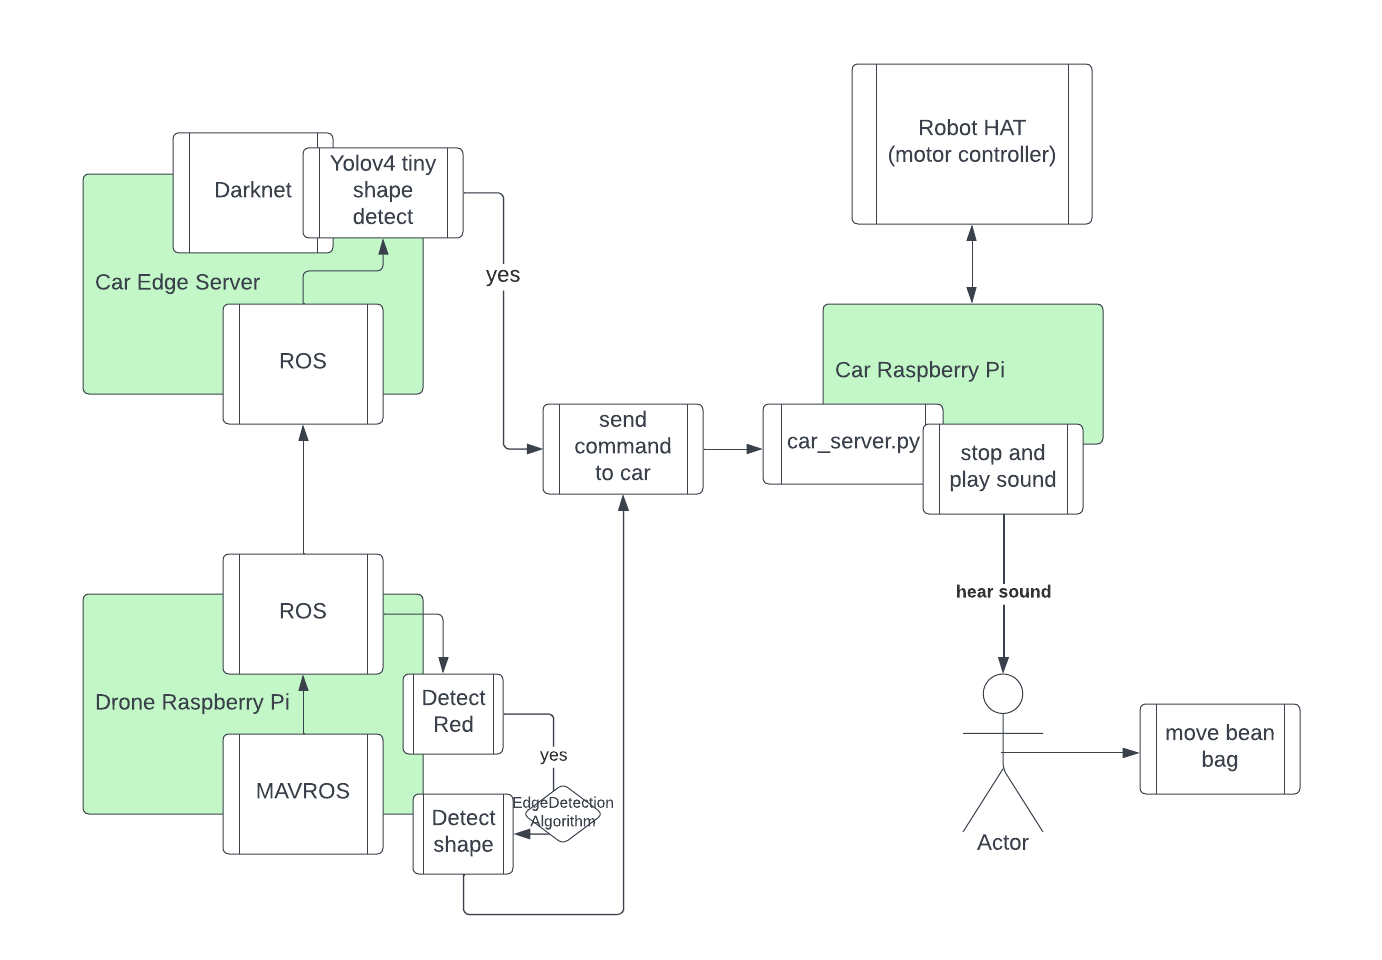 Robot HAT
(motor controller)
Darknet
Yolov4 tiny
shape
detect
Car Edge Server
yes
ROS
Car Raspberry Pi
send
command
to car
car_server.py
stop and
play sound
hear sound
ROS
Drone Raspberry Pi
Detect
Red
yes
MAVROS
EdgeDetection
Algorithm
Detect
shape
move bean
bag
Actor